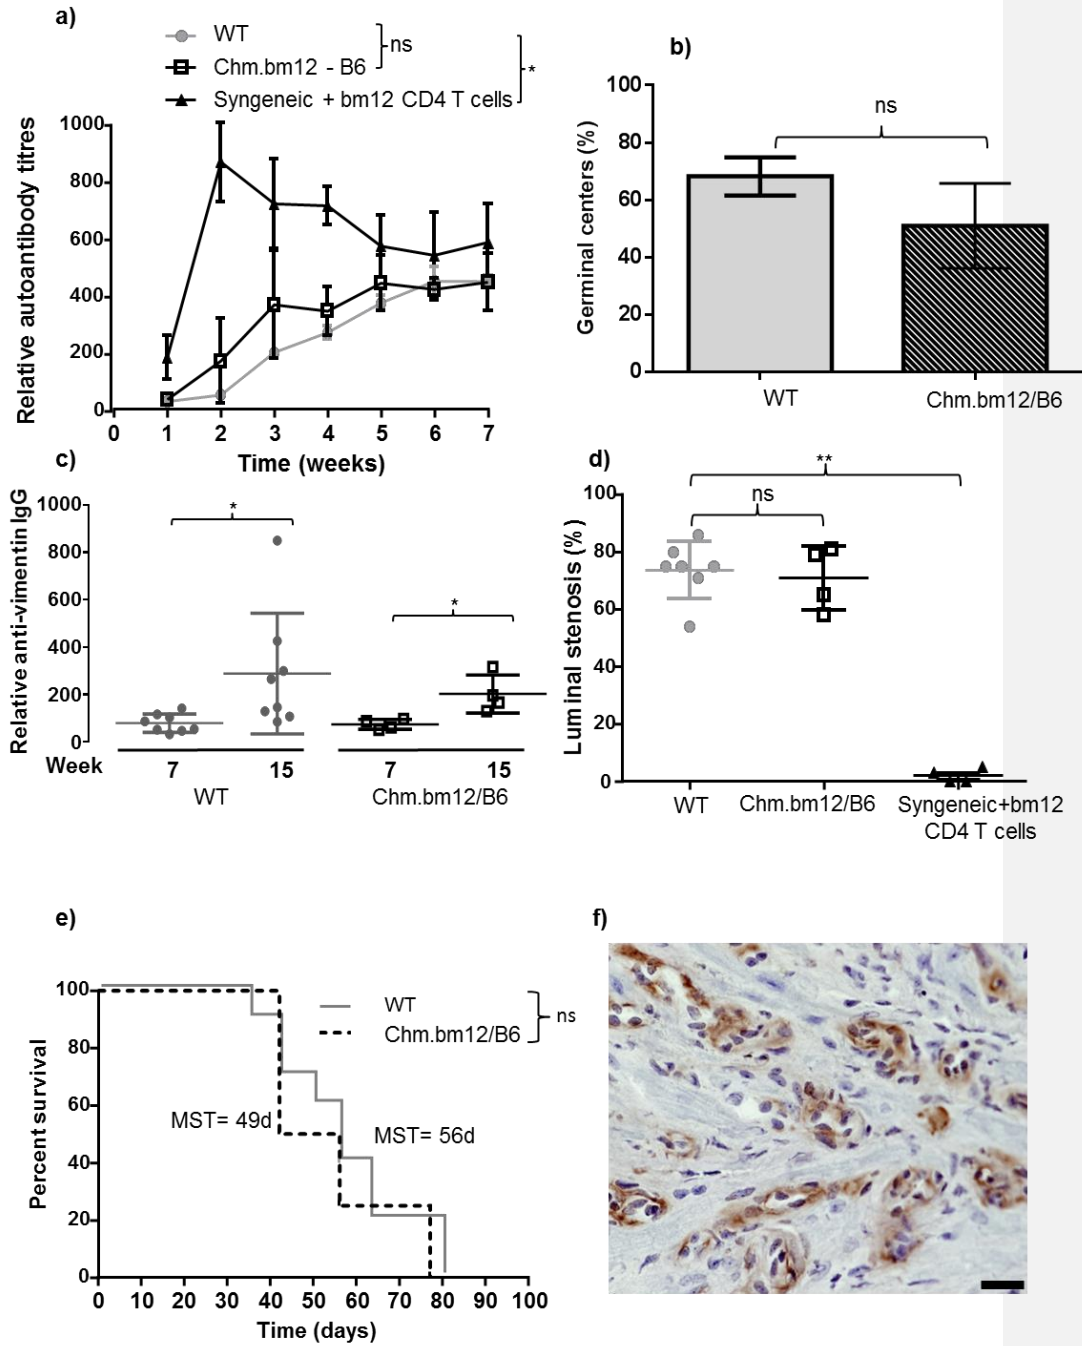 a)
WT
Chm.bm12 - B6
Syngeneic + bm12 CD4 T cells
ns
*
Relative autoantibody titres
1000
800
600
400
200
0
0 1 2 3 4 5 6 7
Time (weeks)
b)
Germinal centers (%)
100
80
60
40
20
0
ns
WT
Chm.bm12/B6
c)
Relative anti-vimentin IgG
1000
800
600
400
200
0
*
*
Week 7 15 7 15
WT Chm.bm12/B6
d)
Luminal stenosis (%)
100
80
60
40
20
0
**
ns
WT Chm.bm12/B6 Syngeneic+bm12
CD4 T cells
e)
Percent survival
100
80
60
40
20
0
WT
Chm.bm12/B6
ns
MST= 49d
MST= 56d
0 10 20 30 40 50 60 70 80 90 100
Time (days)
f)